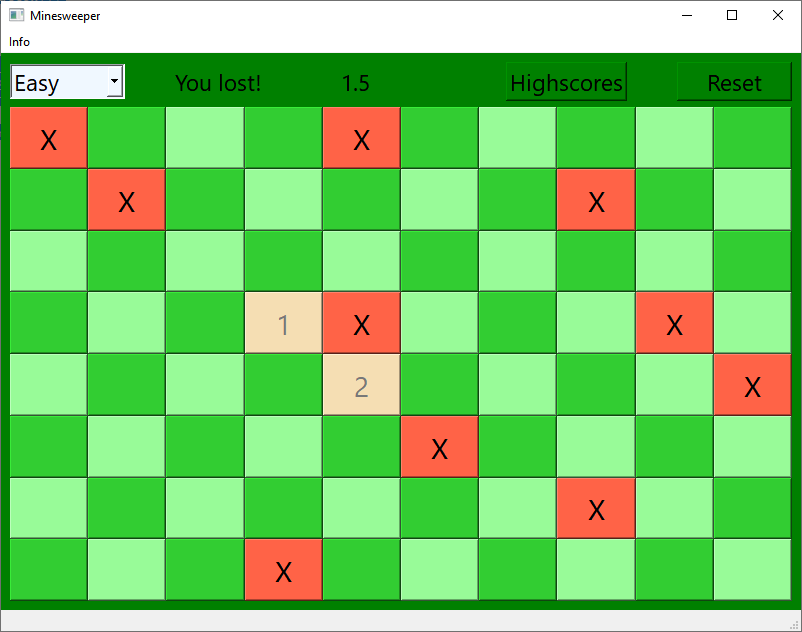 Minesweeper
Info
Easy You lost! 1.5 Highscores Reset
X X
X X
1 X X
2 X
X
X
X